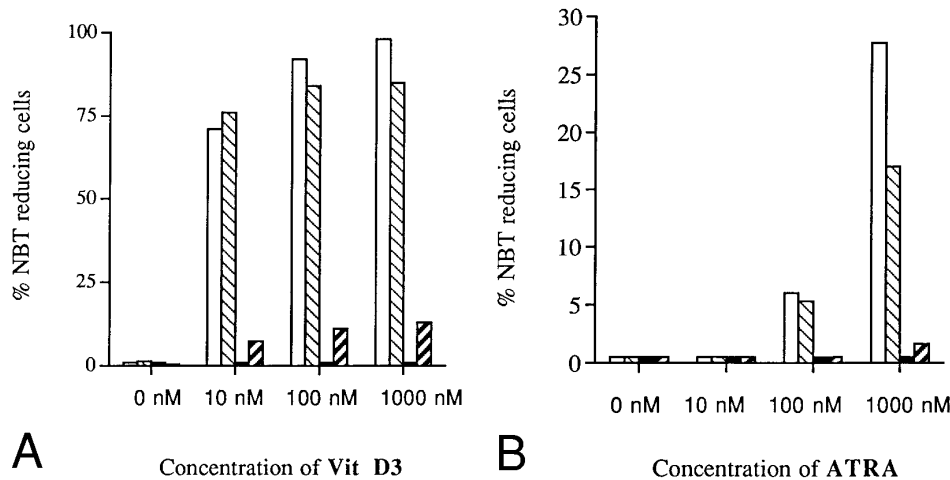 % NBT reducing cells
100
75
50
25
0
0 nM 10 nM 100 nM 1000 nM
A
Concentration of Vit D3
% NBT reducing cells
30
25
20
15
10
5
0
0 nM 10 nM 100 nM 1000 nM
B
Concentration of ATRA